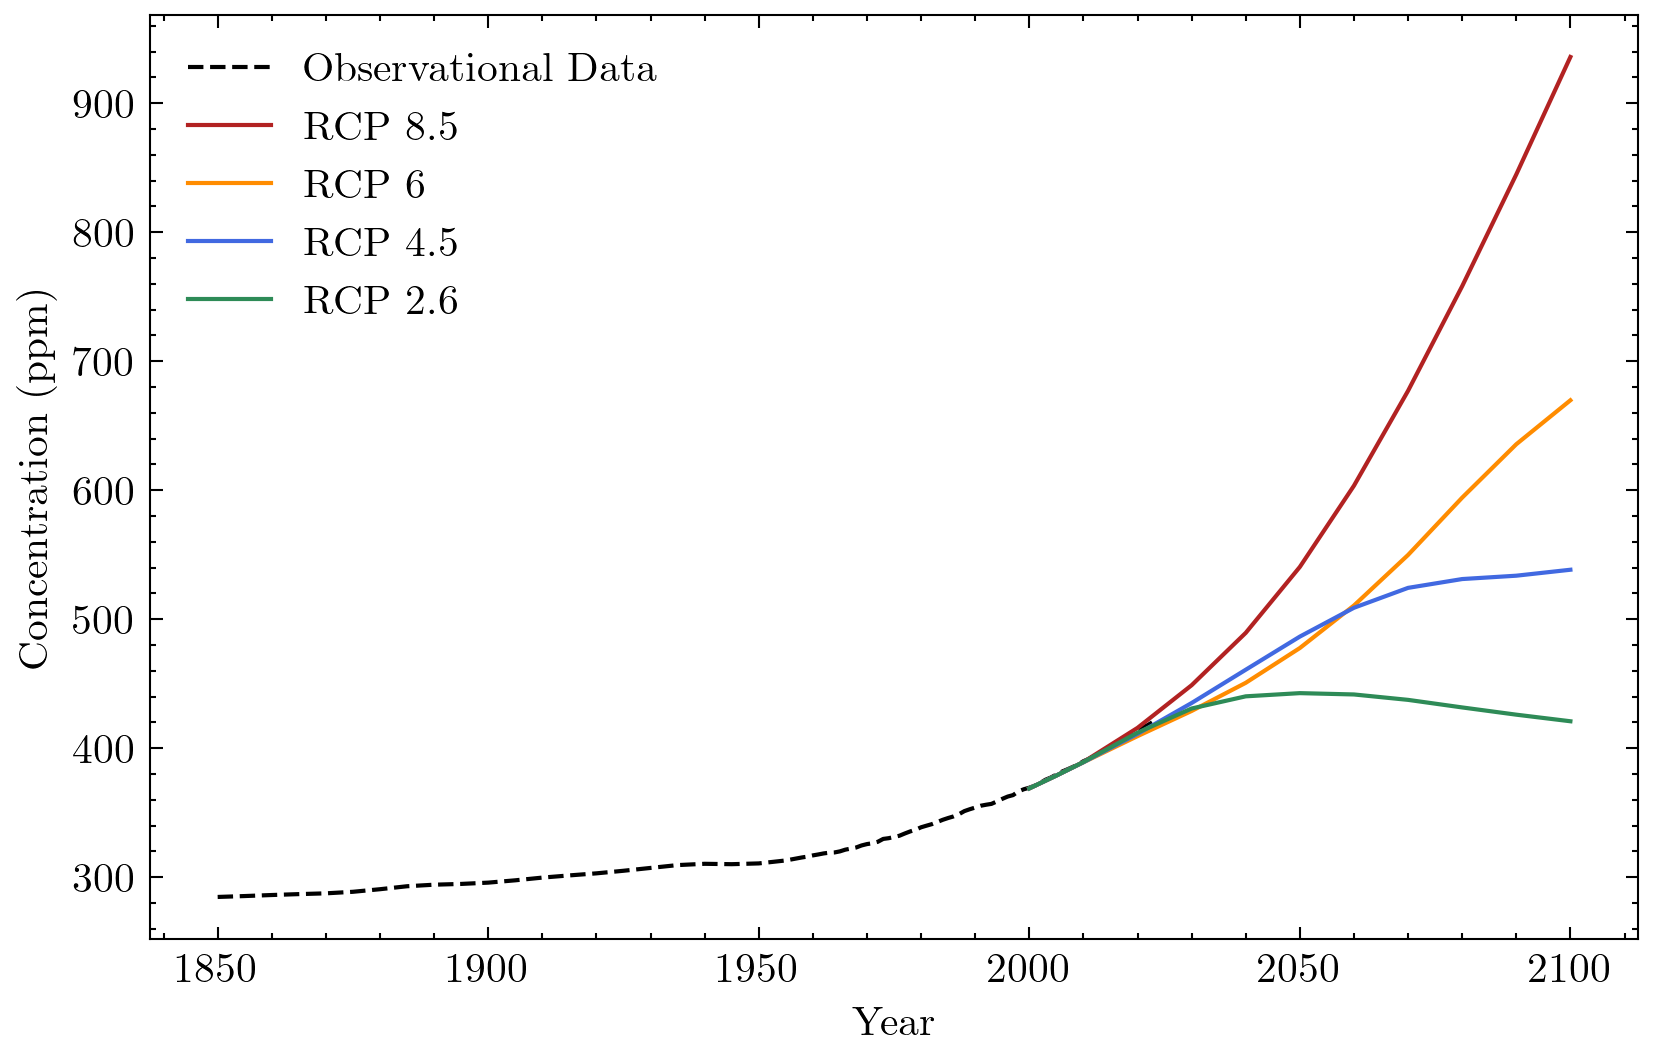 Observational Data
RCP 8.5
RCP 6
RCP 4.5
RCP 2.6
900
800
700
600
500
400
300
Concentration (ppm)
1850 1900 1950 2000 2050 2100
Year